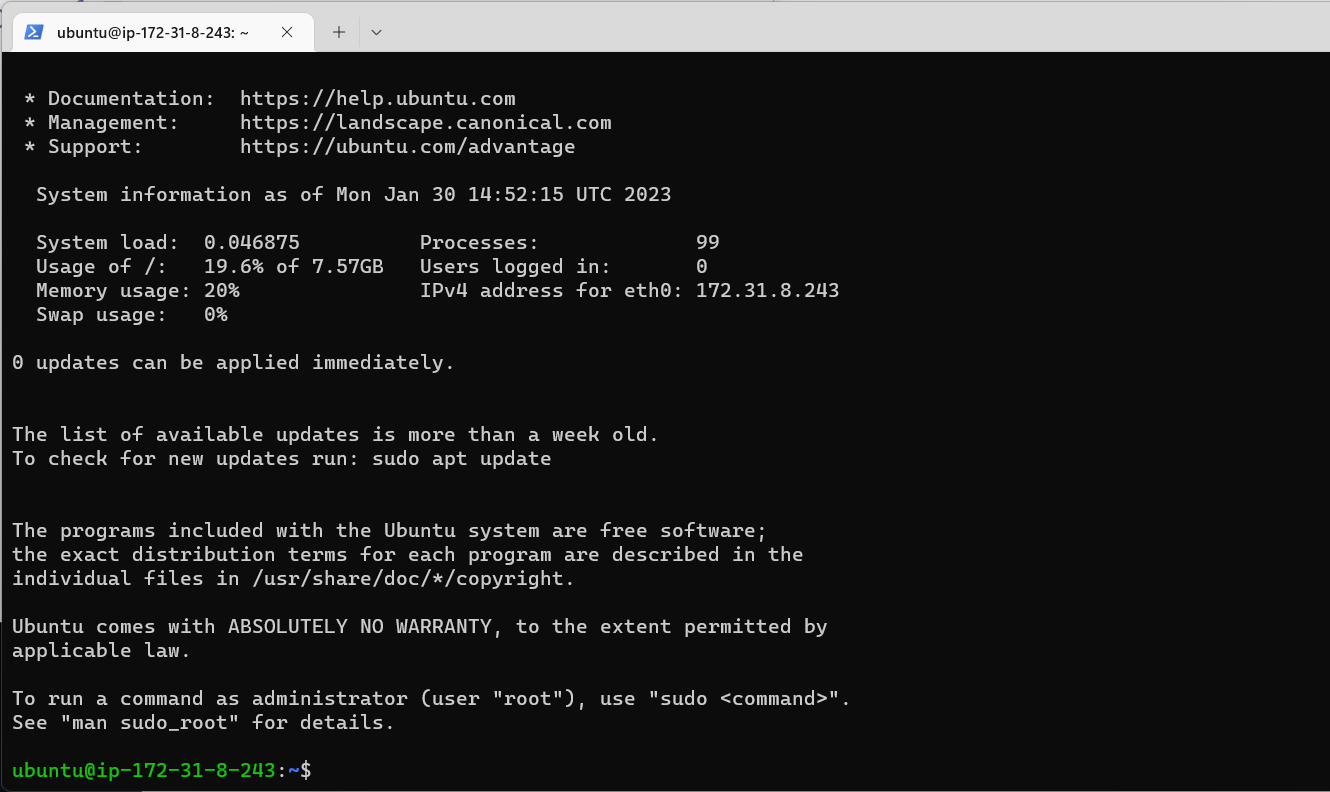 ubuntu@ip-172-31-8-243: ~
* Documentation:  https://help.ubuntu.com
* Management:     https://landscape.canonical.com
* Support:        https://ubuntu.com/advantage
System information as of Mon Jan 30 14:52:15 UTC 2023
System load:  0.046875          Processes:             99
Usage of /:   19.6% of 7.57GB   Users logged in:       0
Memory usage: 20%               IPv4 address for eth0: 172.31.8.243
Swap usage:   0%
0 updates can be applied immediately.
The list of available updates is more than a week old.
To check for new updates run: sudo apt update
The programs included with the Ubuntu system are free software;
the exact distribution terms for each program are described in the
individual files in /usr/share/doc/*/copyright.
Ubuntu comes with ABSOLUTELY NO WARRANTY, to the extent permitted by
applicable law.
To run a command as administrator (user "root"), use "sudo <command>".
See "man sudo_root" for details.
ubuntu@ip-172-31-8-243:~$